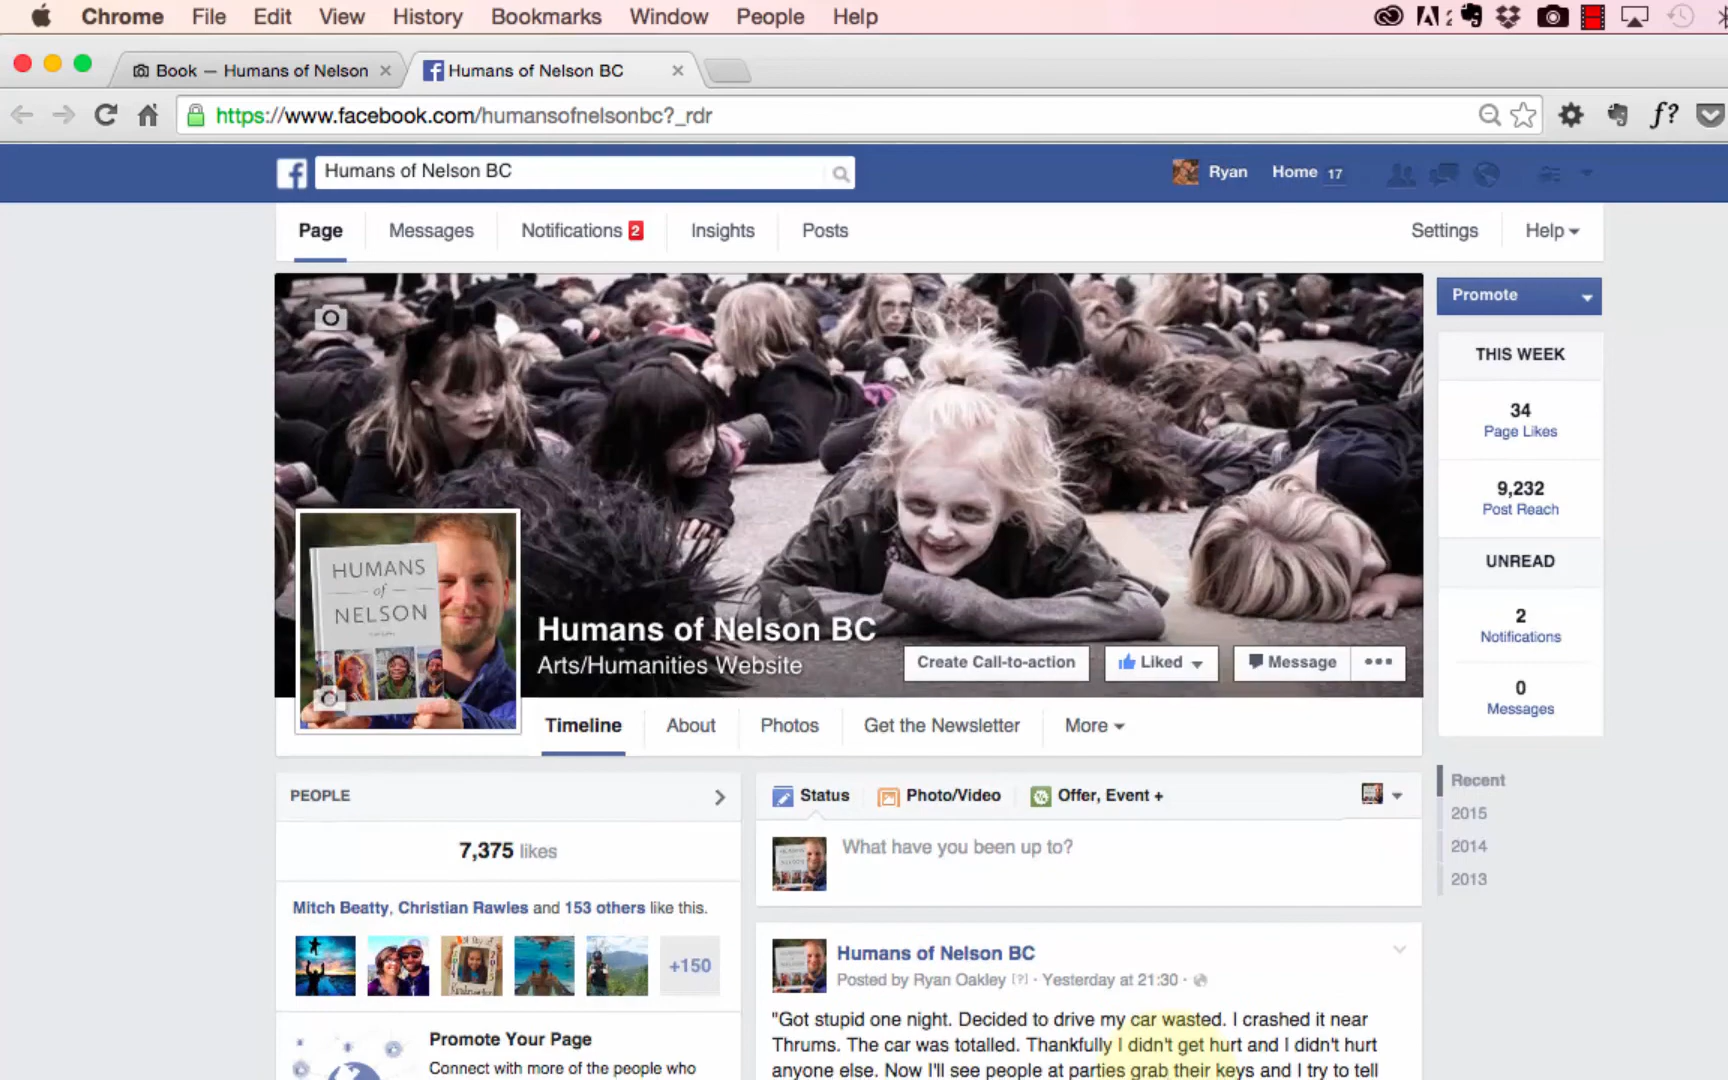 Chrome File Edit View History Bookmarks Window People Help
Book — Humans of Nelson
Humans of Nelson BC
https://www.facebook.com/humansofnelsonbc?_rdr
f?
Humans of Nelson BC
Ryan Home 17
Page Messages Notifications 2 Insights Posts Settings Help
Promote
THIS WEEK
34
Page Likes
9,232
Post Reach
UNREAD
2
Notifications
0
Messages
HUMANS
of
NELSON
Humans of Nelson BC
Arts/Humanities Website
Create Call-to-action Liked Message
Timeline About Photos Get the Newsletter More
Recent
2015
2014
2013
PEOPLE
7,375 likes
Mitch Beatty, Christian Rawles and 153 others like this.
+150
Promote Your Page
Connect with more of the people who
Status Photo/Video Offer, Event +
What have you been up to?
Humans of Nelson BC
Posted by Ryan Oakley [?] · Yesterday at 21:30 ·
"Got stupid one night. Decided to drive my car wasted. I crashed it near
Thrums. The car was totalled. Thankfully I didn't get hurt and I didn't hurt
anyone else. Now I'll see people at parties grab their keys and I try to tell